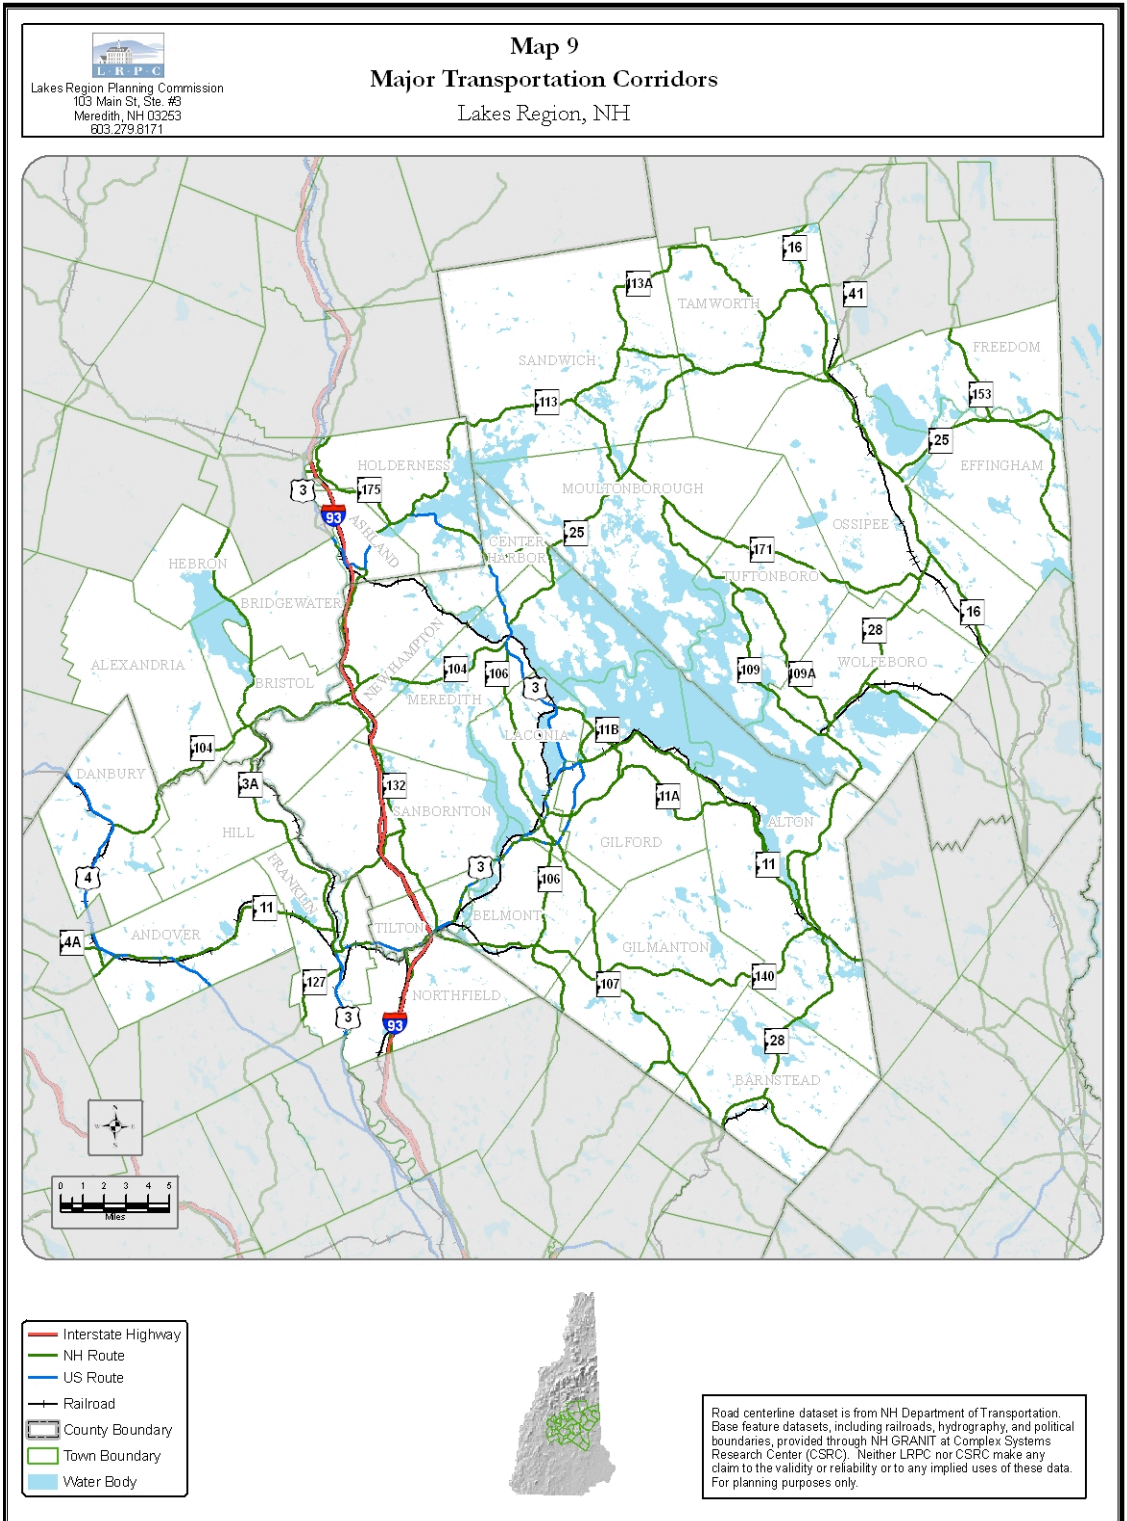 Map 9
Major Transportation Corridors
Lakes Region, NH
L·R·P·C
Lakes Region Planning Commission
103 Main St, Ste. #3
Meredith, NH 03253
603.279.8171
16
113A
41
TAMWORTH
FREEDOM
SANDWICH
153
113
25
HOLDERNESS
EFFINGHAM
3
175
MOULTONBOROUGH
93
ASHLAND
OSSIPEE
25
CENTER
HARBOR
171
HEBRON
TUFTONBORO
BRIDGEWATER
16
28
NEW HAMPTON
ALEXANDRIA
104
106
109
109A
WOLFEBORO
BRISTOL
3
MEREDITH
11B
LACONIA
104
DANBURY
3A
132
11A
SANBORNTON
ALTON
HILL
GILFORD
4
3
106
11
FRANKLIN
11
BELMONT
4A
ANDOVER
TILTON
GILMANTON
127
107
140
NORTHFIELD
3
93
28
BARNSTEAD
N
W
E
S
0 1 2 3 4 5
Miles
Interstate Highway
NH Route
US Route
Railroad
County Boundary
Town Boundary
Water Body
Road centerline dataset is from NH Department of Transportation.
Base feature datasets, including railroads, hydrography, and political
boundaries, provided through NH GRANIT at Complex Systems
Research Center (CSRC). Neither LRPC nor CSRC make any
claim to the validity or reliability or to any implied uses of these data.
For planning purposes only.